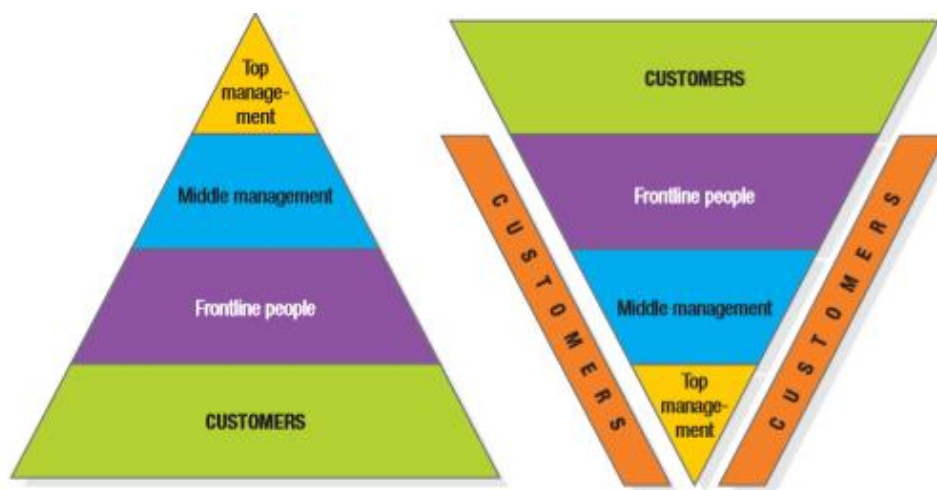 Top
manage-
ment
Middle management
Frontline people
CUSTOMERS
CUSTOMERS
Frontline people
Middle management
Top
manage-
ment
CUSTOMERS
CUSTOMERS